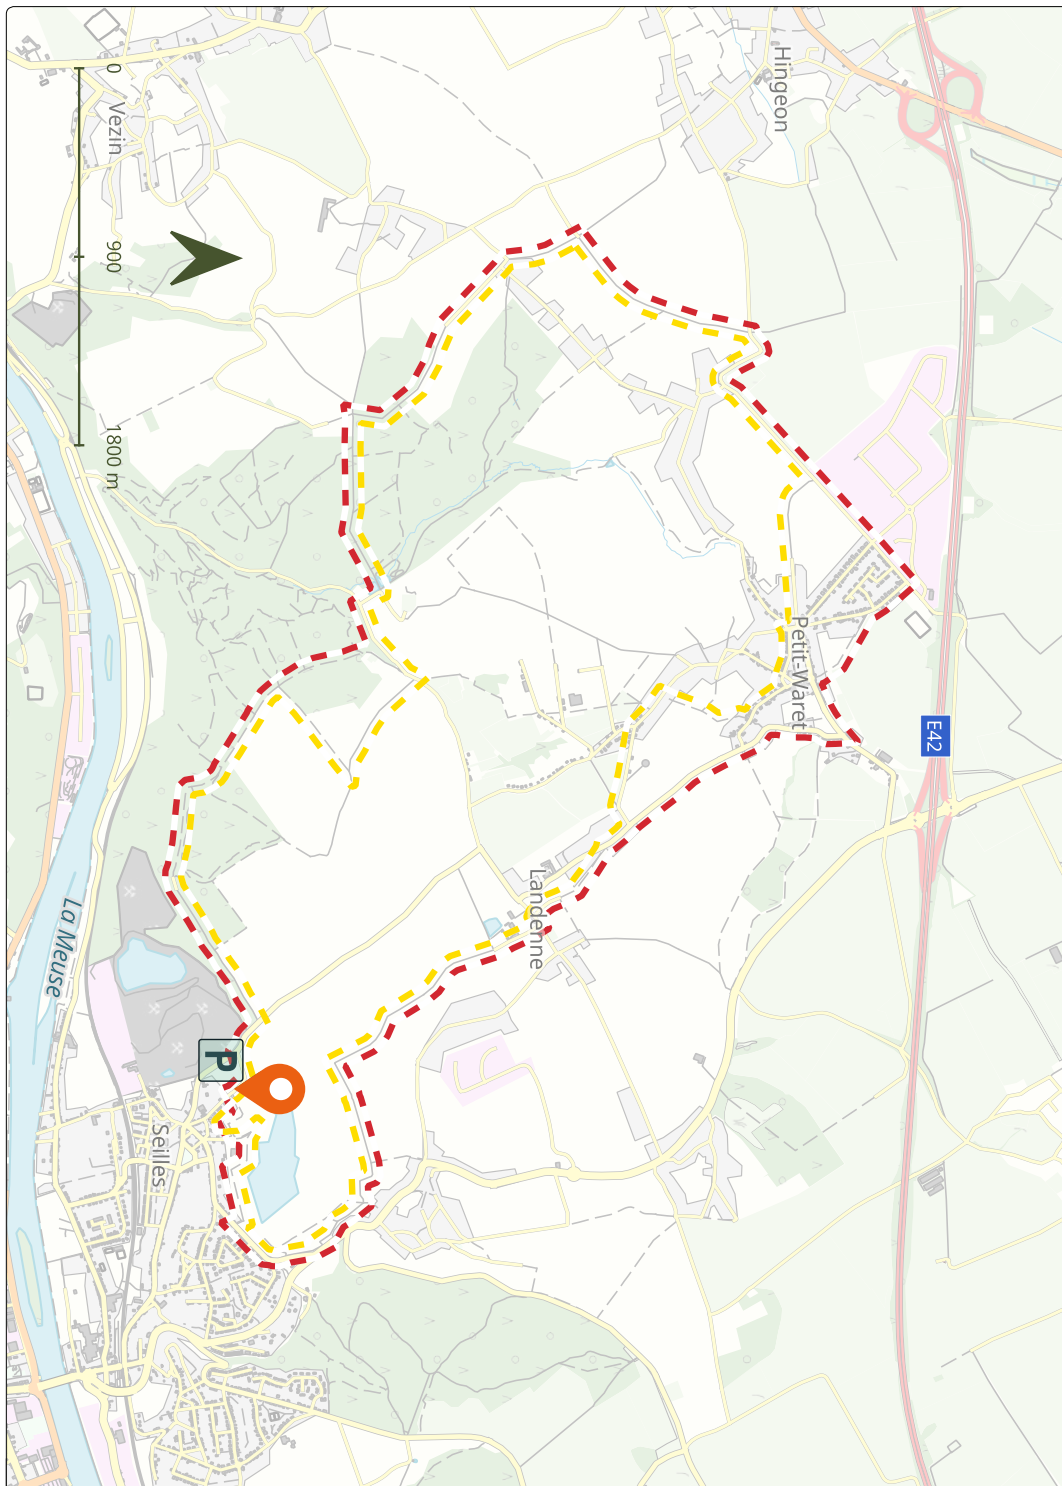 Hingeon
E42
Petit-Waret
Landenne
0
900
1800 m
Vezin
La Meuse
P
Seilles